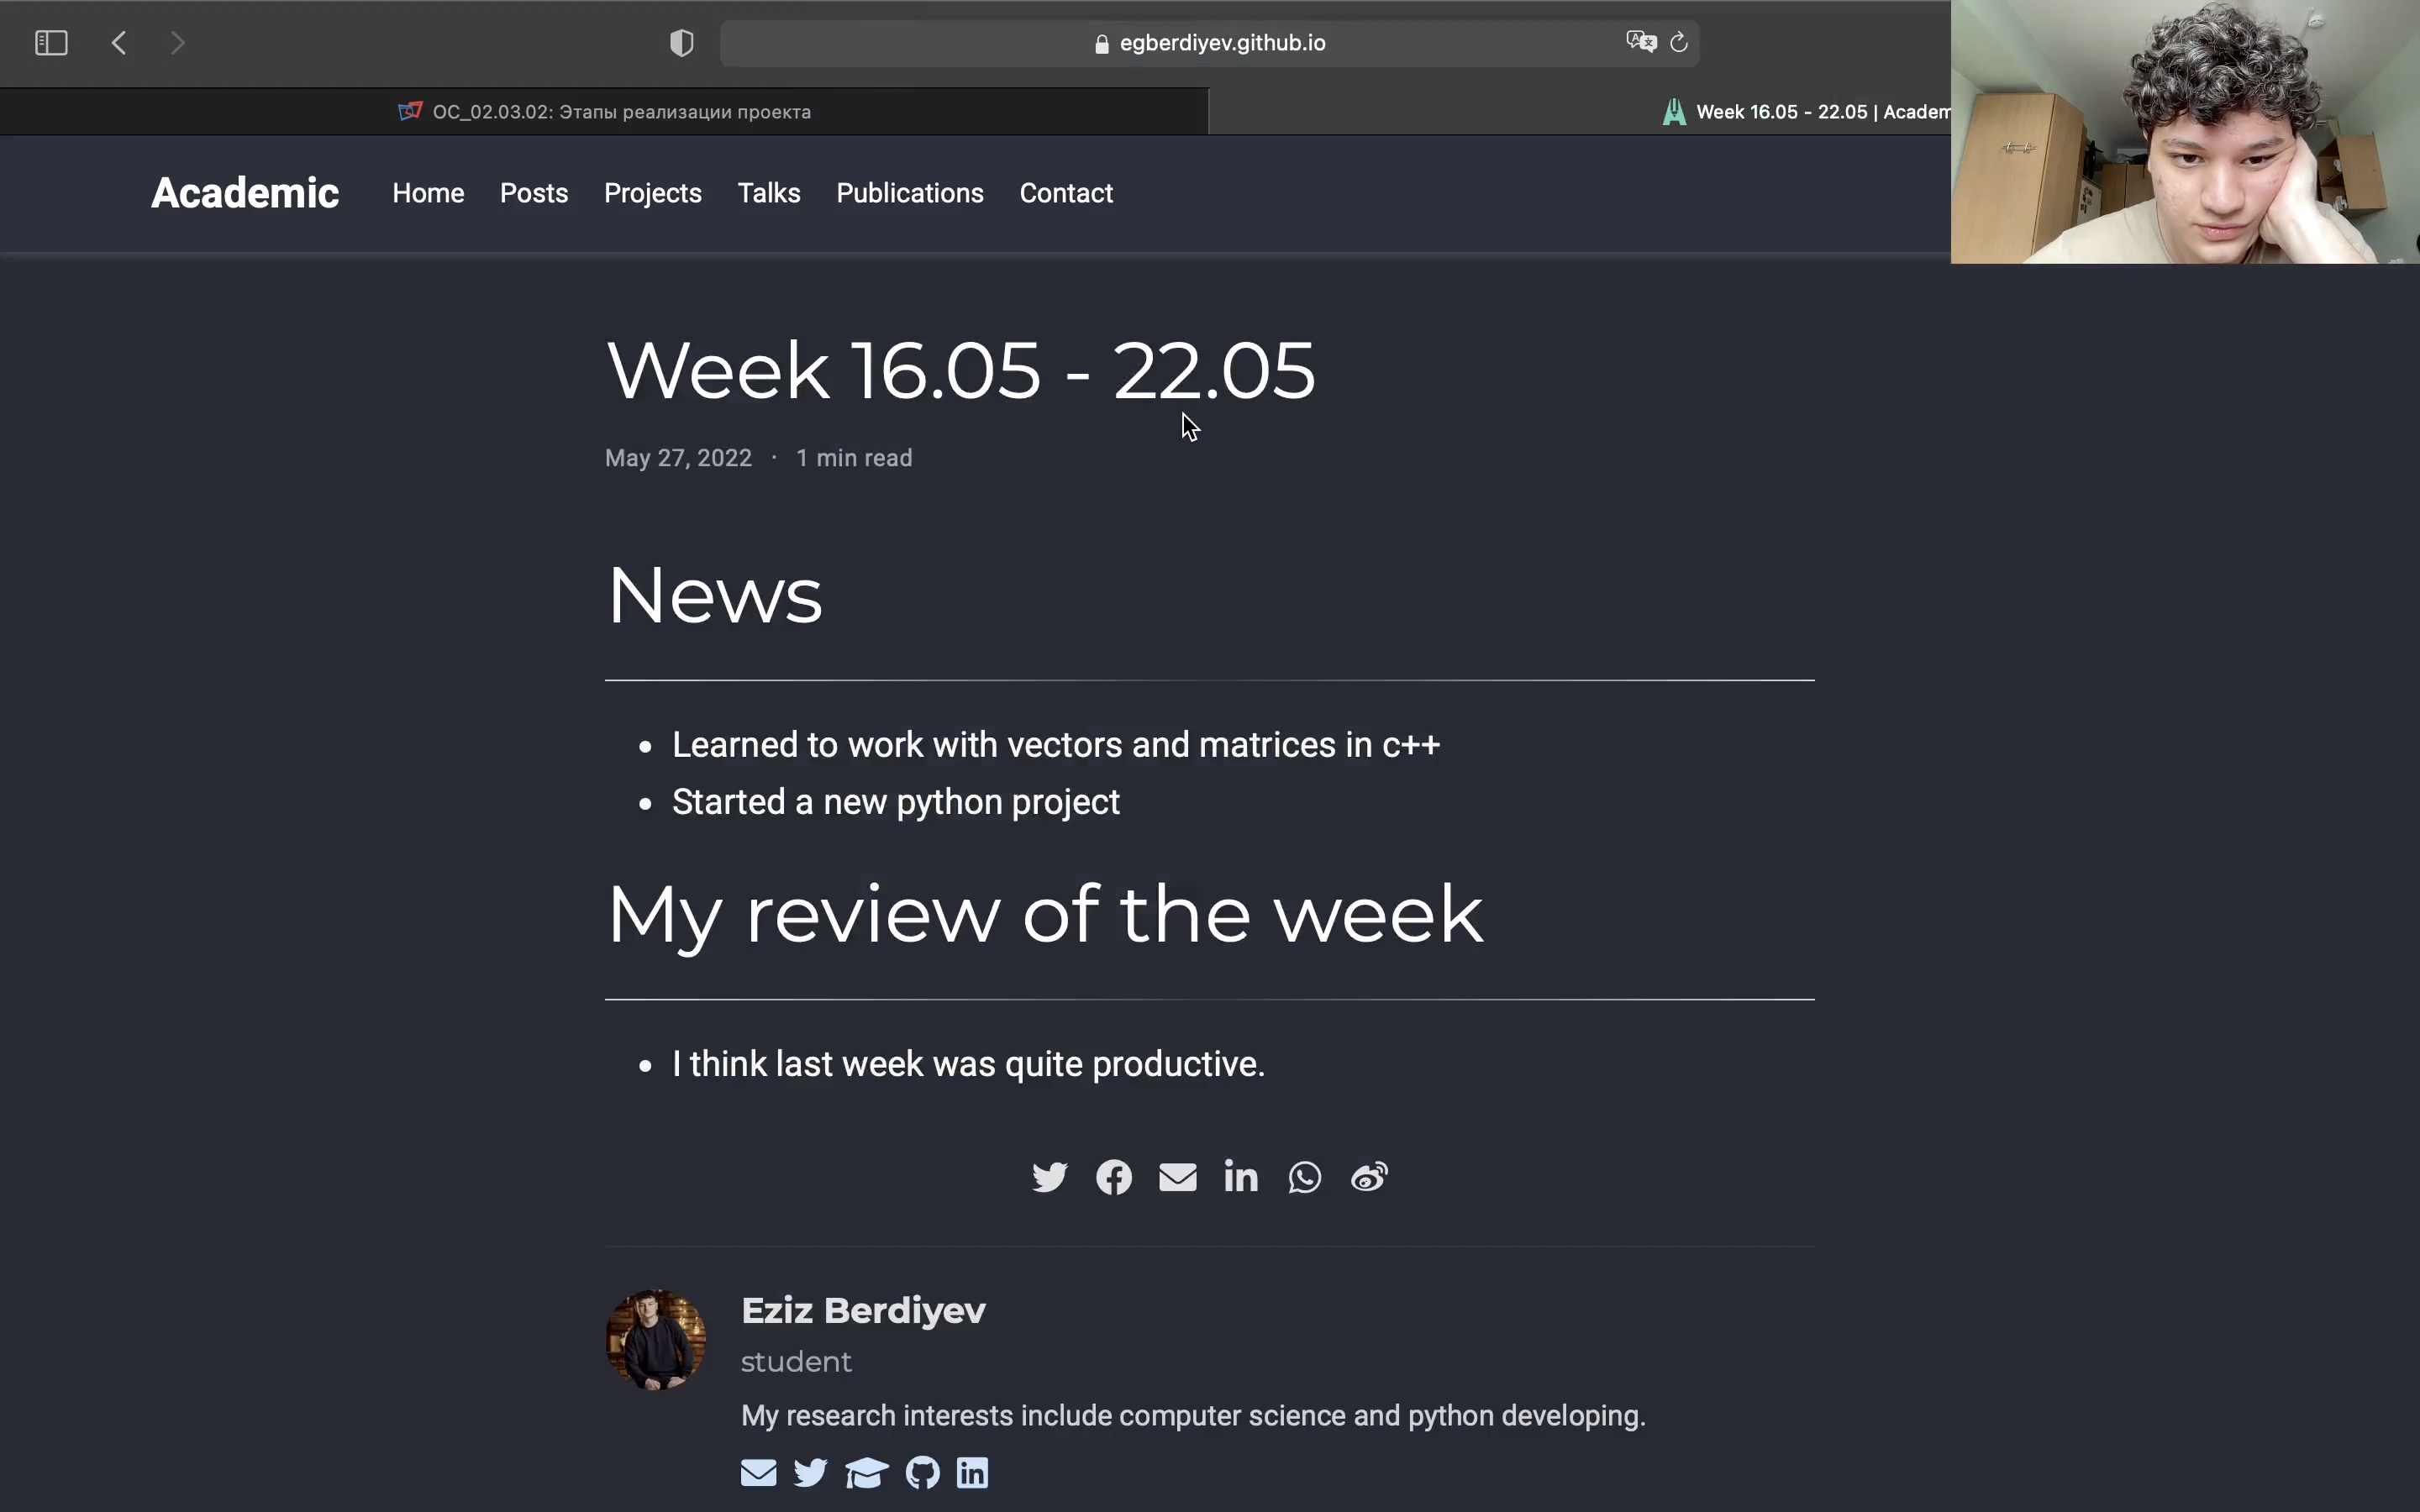 egberdiyev.github.io
ОС_02.03.02: Этапы реализации проекта
Week 16.05 - 22.05 | Academ
Academic Home Posts Projects Talks Publications Contact
Week 16.05 - 22.05
May 27, 2022 · 1 min read
News
Learned to work with vectors and matrices in c++
Started a new python project
My review of the week
I think last week was quite productive.
Eziz Berdiyev
student
My research interests include computer science and python developing.